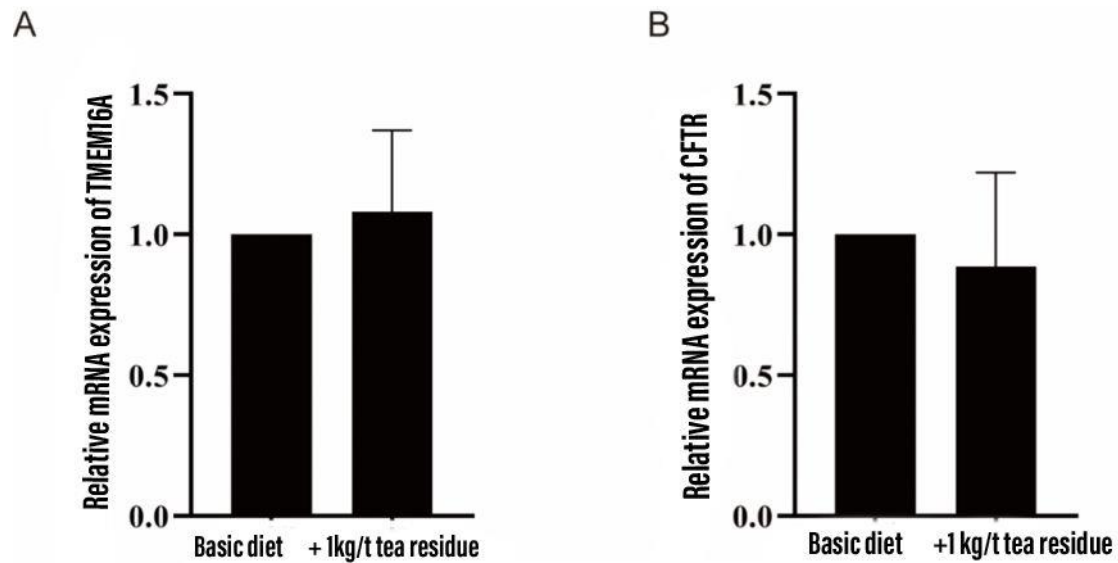 A
Relative mRNA expression of TMEM16A
1.5
1.0
0.5
0.0
Basic diet
+ 1kg/t tea residue
B
Relative mRNA expression of CFTR
1.5
1.0
0.5
0.0
Basic diet
+1 kg/t tea residue